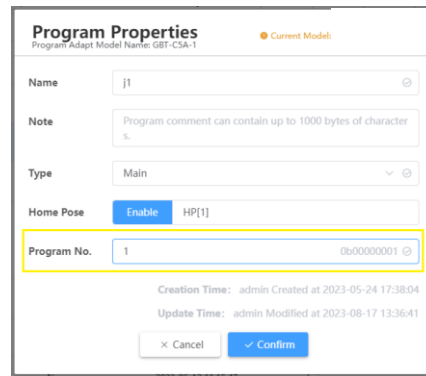 Program Properties
Program Adapt Model Name: GBT-C5A-1
Current Model:
Name
j1
Note
Program comment can contain up to 1000 bytes of character
s.
Type
Main
Home Pose
Enable
HP[1]
Program No.
1
0b00000001
Creation Time: admin Created at 2023-05-24 17:38:04
Update Time: admin Modified at 2023-08-17 13:36:41
× Cancel
✓ Confirm